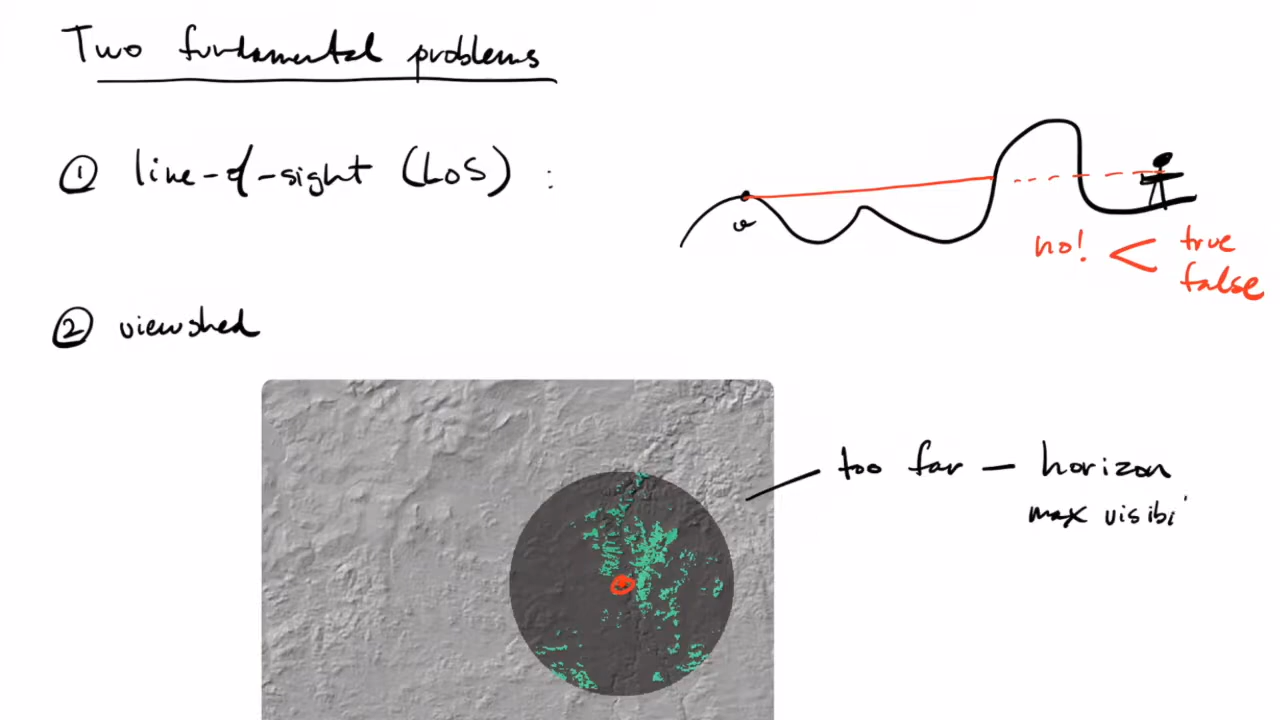 Two fundamental problems
① line-of-sight (LoS) :
v
no! < true
false
② viewshed
too far — horizon
max visibi